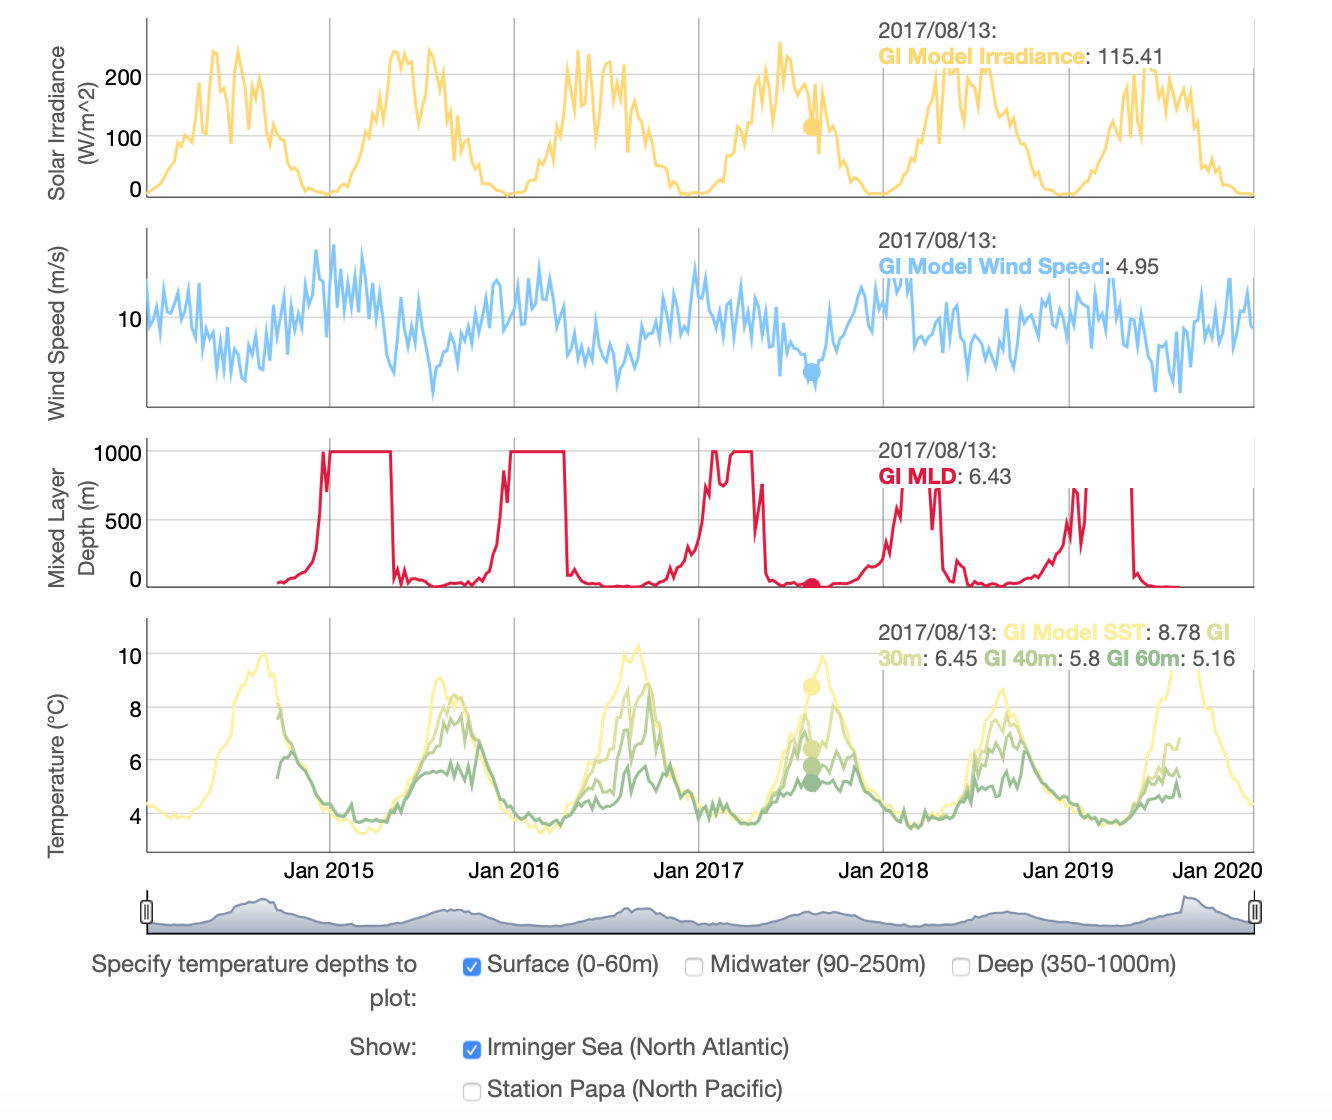 2017/08/13:
GI Model Irradiance: 115.41
Solar Irradiance
(W/m^2)
200
100
0
2017/08/13:
GI Model Wind Speed: 4.95
Wind Speed (m/s)
10
2017/08/13:
GI MLD: 6.43
Mixed Layer
Depth (m)
1000
500
0
2017/08/13: GI Model SST: 8.78 GI
30m: 6.45 GI 40m: 5.8 GI 60m: 5.16
Temperature (°C)
10
8
6
4
Jan 2015 Jan 2016 Jan 2017 Jan 2018 Jan 2019 Jan 2020
Specify temperature depths to
plot:
Surface (0-60m) Midwater (90-250m) Deep (350-1000m)
Show:
Irminger Sea (North Atlantic)
Station Papa (North Pacific)